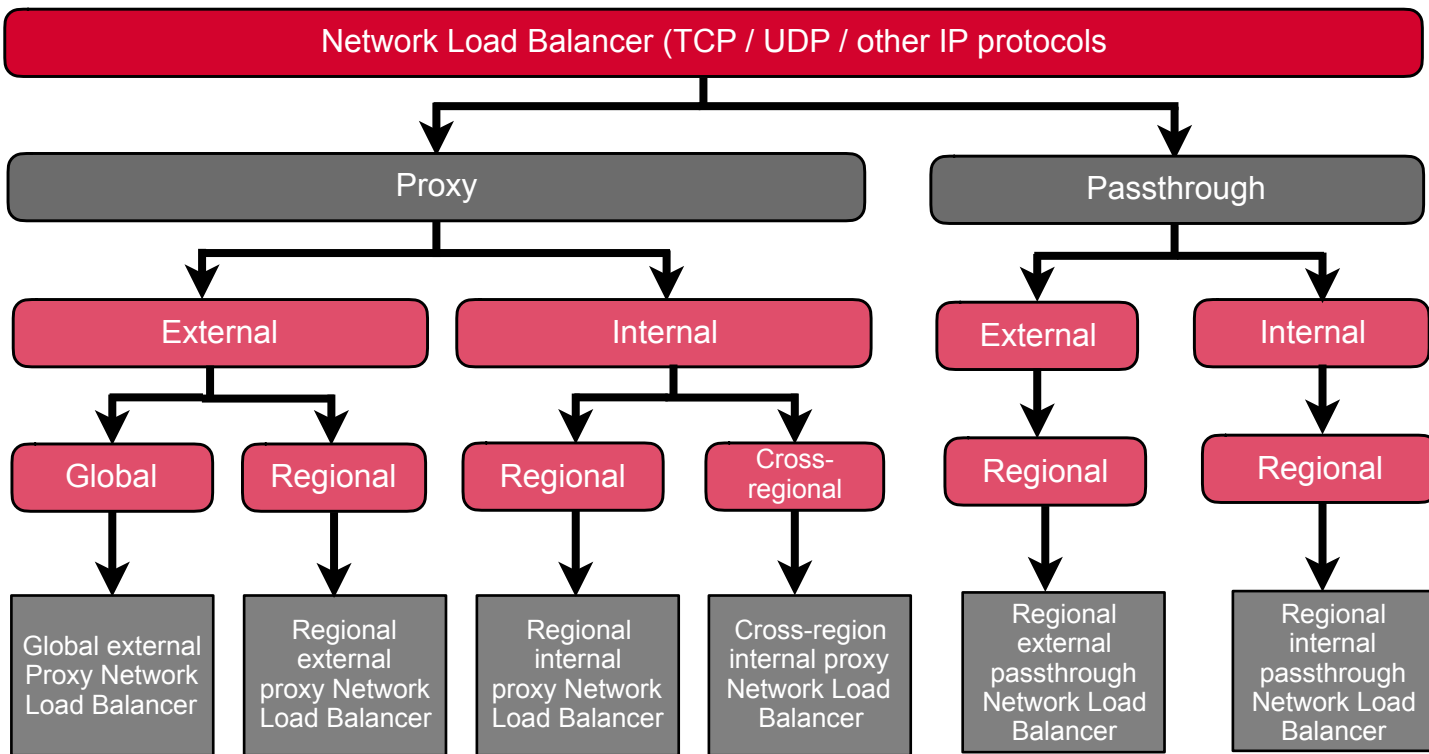 Network Load Balancer (TCP / UDP / other IP protocols
Proxy
Passthrough
External
Internal
External
Internal
Global
Regional
Regional
Cross-
regional
Regional
Regional
Global external
Proxy Network
Load Balancer
Regional
external
proxy Network
Load Balancer
Regional
internal
proxy Network
Load Balancer
Cross-region
internal proxy
Network Load
Balancer
Regional
external
passthrough
Network Load
Balancer
Regional
internal
passthrough
Network Load
Balancer